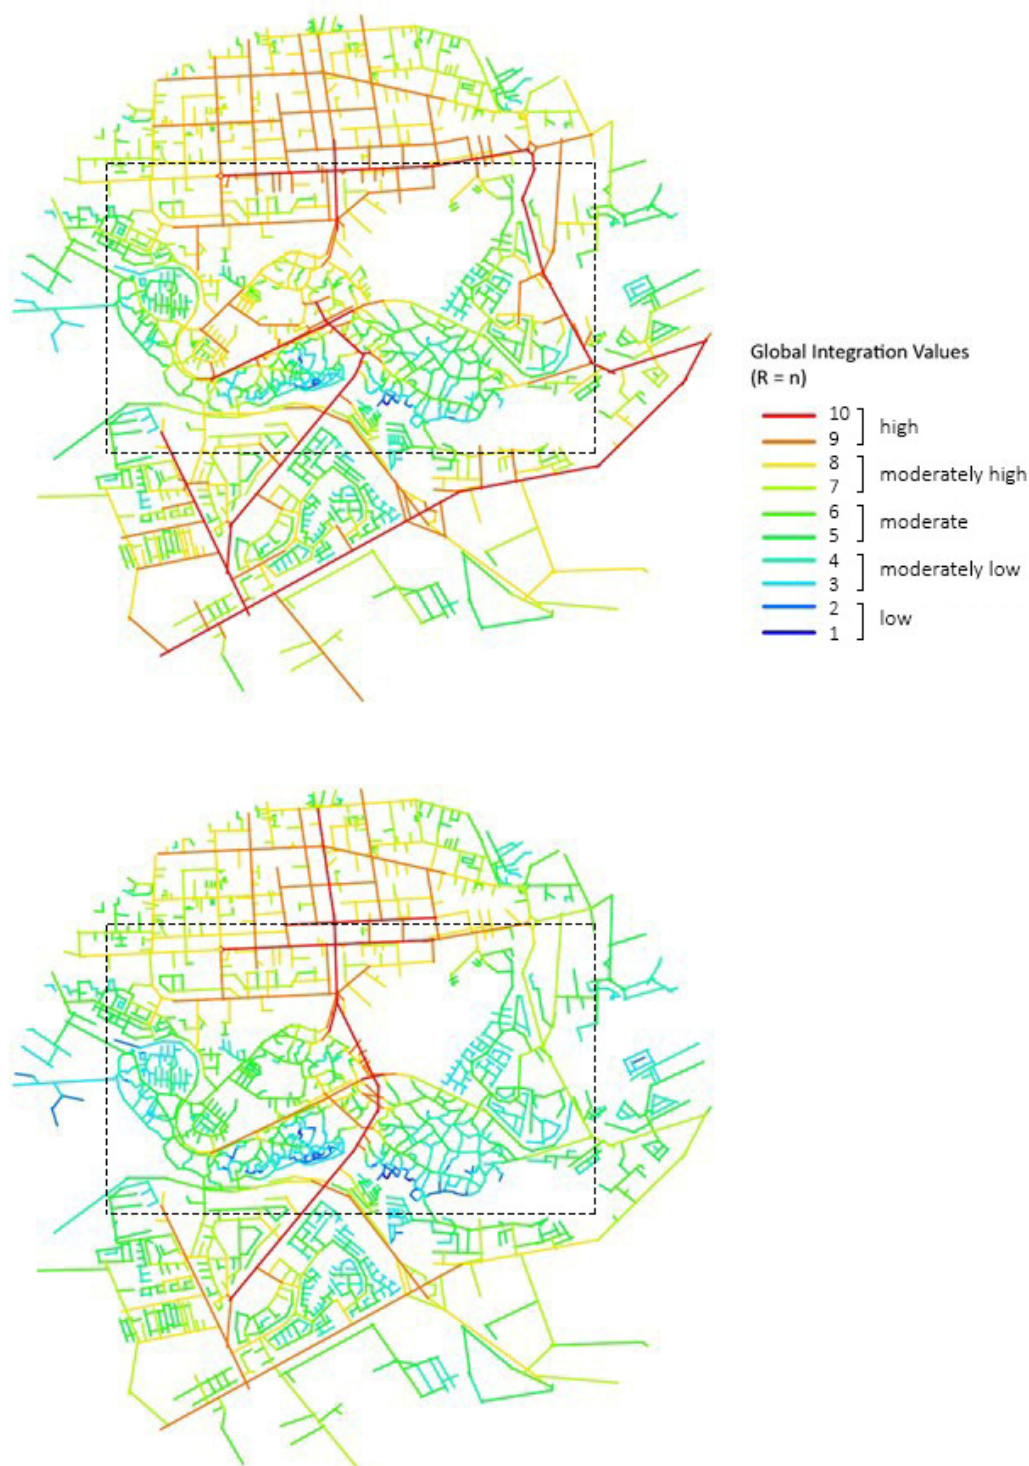 Global Integration Values
(R = n)
10
high
9
8
moderately high
7
6
moderate
5
4
moderately low
3
2
low
1